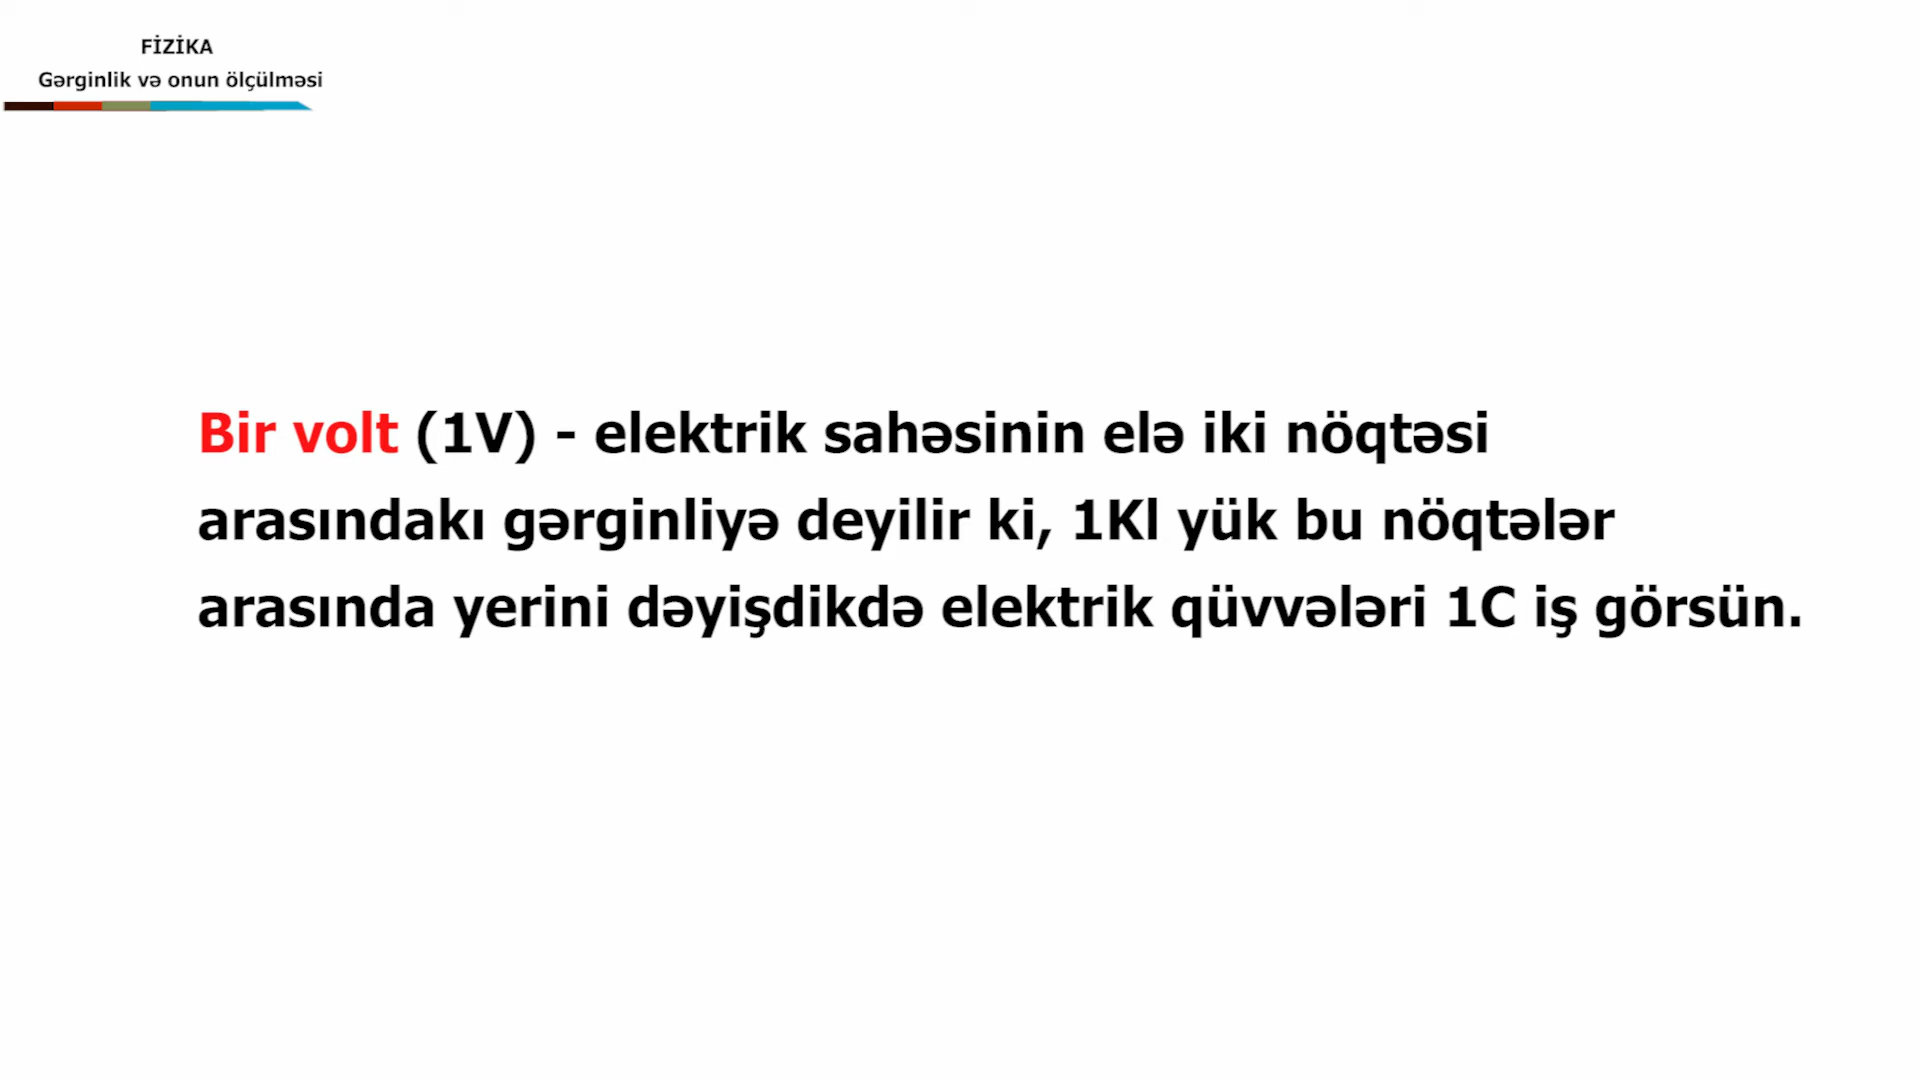 FİZİKA
Gərginlik və onun ölçülməsi
Bir volt (1V) - elektrik sahəsinin elə iki nöqtəsi
arasındakı gərginliyə deyilir ki, 1Kl yük bu nöqtələr
arasında yerini dəyişdikdə elektrik qüvvələri 1C iş görsün.